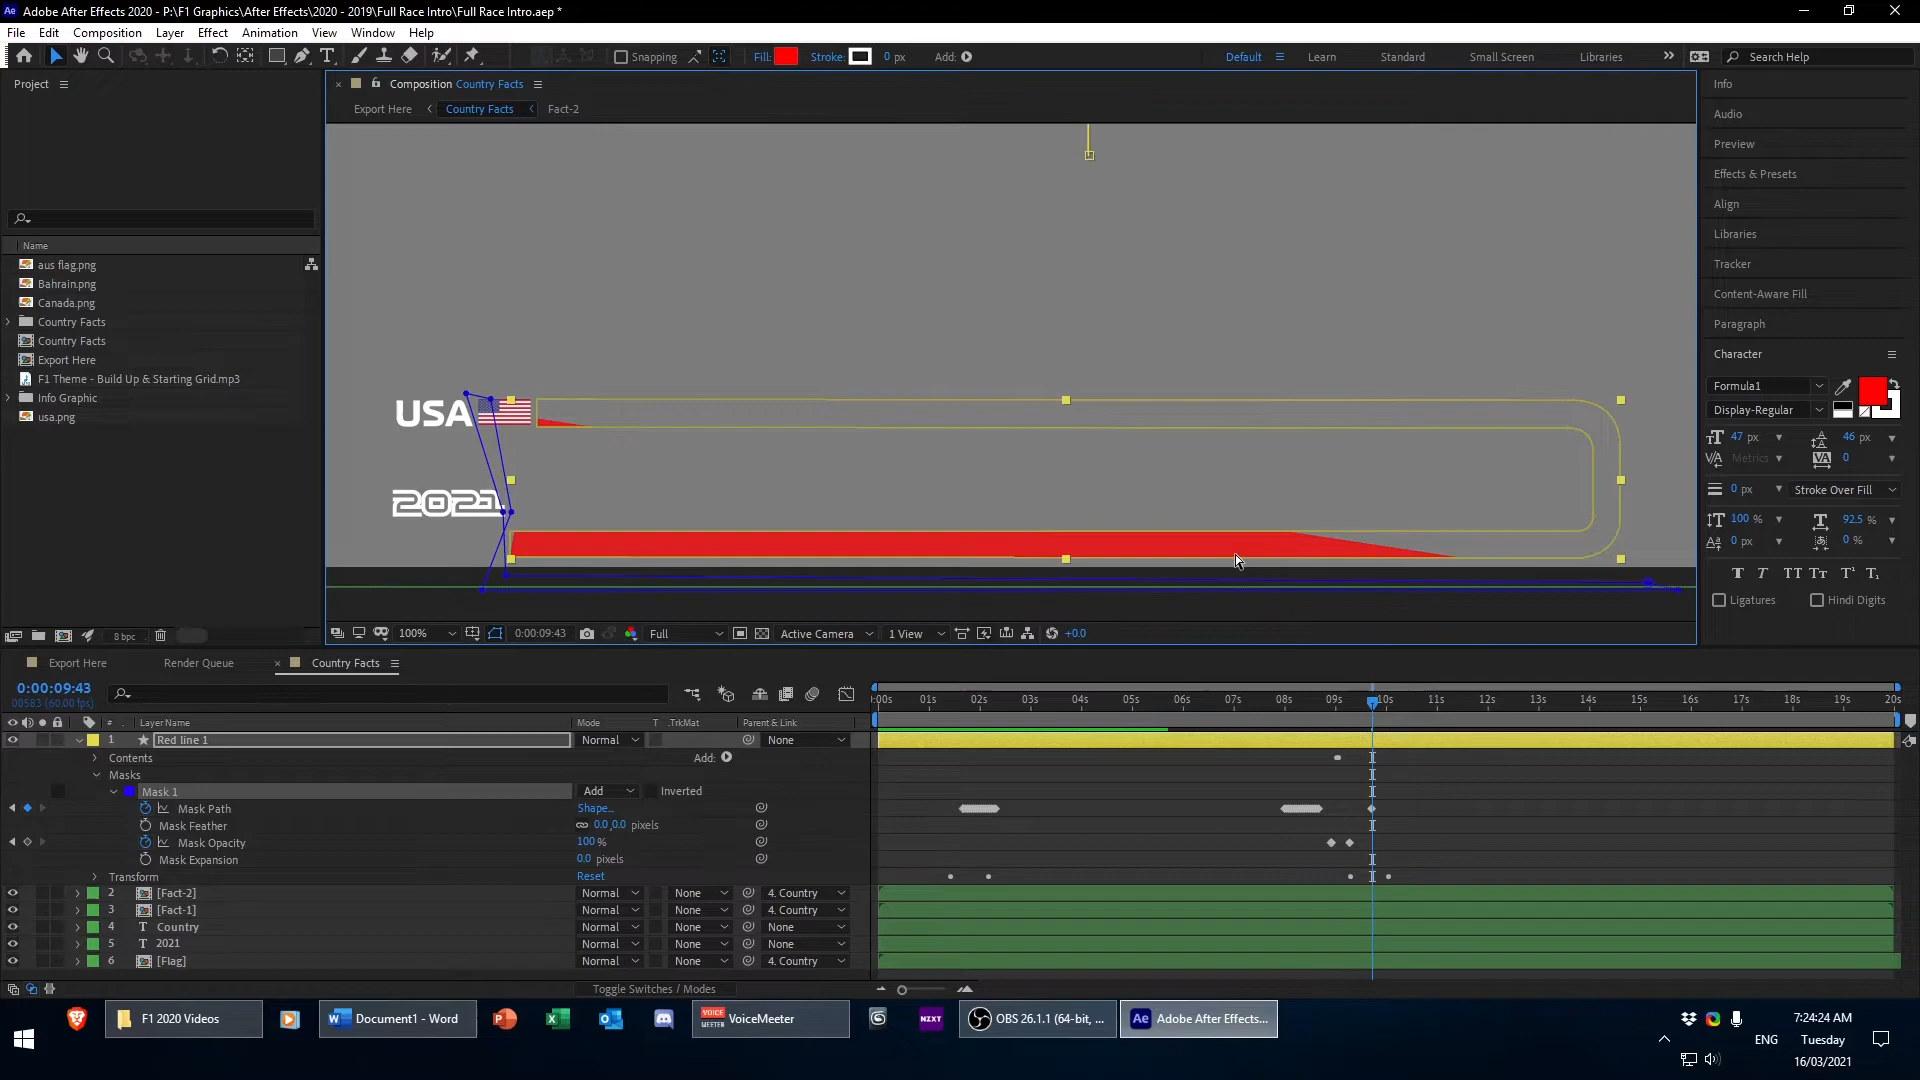 Ae Adobe After Effects 2020 - P:\F1 Graphics\After Effects\2020 - 2019\Full Race Intro\Full Race Intro.aep *
File Edit Composition Layer Effect Animation View Window Help
Snapping Fill: Stroke: 0 px Add: Default Learn Standard Small Screen Libraries Search Help
Project
Composition Country Facts
Export Here Country Facts Fact-2
Name
aus flag.png
Bahrain.png
Canada.png
Country Facts
Country Facts
Export Here
F1 Theme - Build Up & Starting Grid.mp3
Info Graphic
usa.png
8 bpc
USA
2021
100% 0:00:09:43 Full Active Camera 1 View +0.0
Info
Audio
Preview
Effects & Presets
Align
Libraries
Tracker
Content-Aware Fill
Paragraph
Character
Formula1
Display-Regular
47 px 46 px
Metrics 0
0 px Stroke Over Fill
100 % 92.5 %
0 px 0 %
T T TT Tt T¹ T₁
Ligatures Hindi Digits
Export Here Render Queue Country Facts
0:00:09:43
00583 (60.00 fps)
:00s 01s 02s 03s 04s 05s 06s 07s 08s 09s 10s 11s 12s 13s 14s 15s 16s 17s 18s 19s 20s
# Layer Name Mode T .TrkMat Parent & Link
1 Red line 1 Normal None
Contents Add:
Masks
Mask 1 Add Inverted
Mask Path Shape...
Mask Feather 0.0,0.0 pixels
Mask Opacity 100 %
Mask Expansion 0.0 pixels
Transform Reset
2 [Fact-2] Normal None 4. Country
3 [Fact-1] Normal None 4. Country
4 T Country Normal None None
5 T 2021 Normal None None
6 [Flag] Normal None 4. Country
Toggle Switches / Modes
F1 2020 Videos Document1 - Word VOICE MEETER VoiceMeeter NZXT OBS 26.1.1 (64-bit, ... Ae Adobe After Effects...
7:24:24 AM
ENG Tuesday
16/03/2021